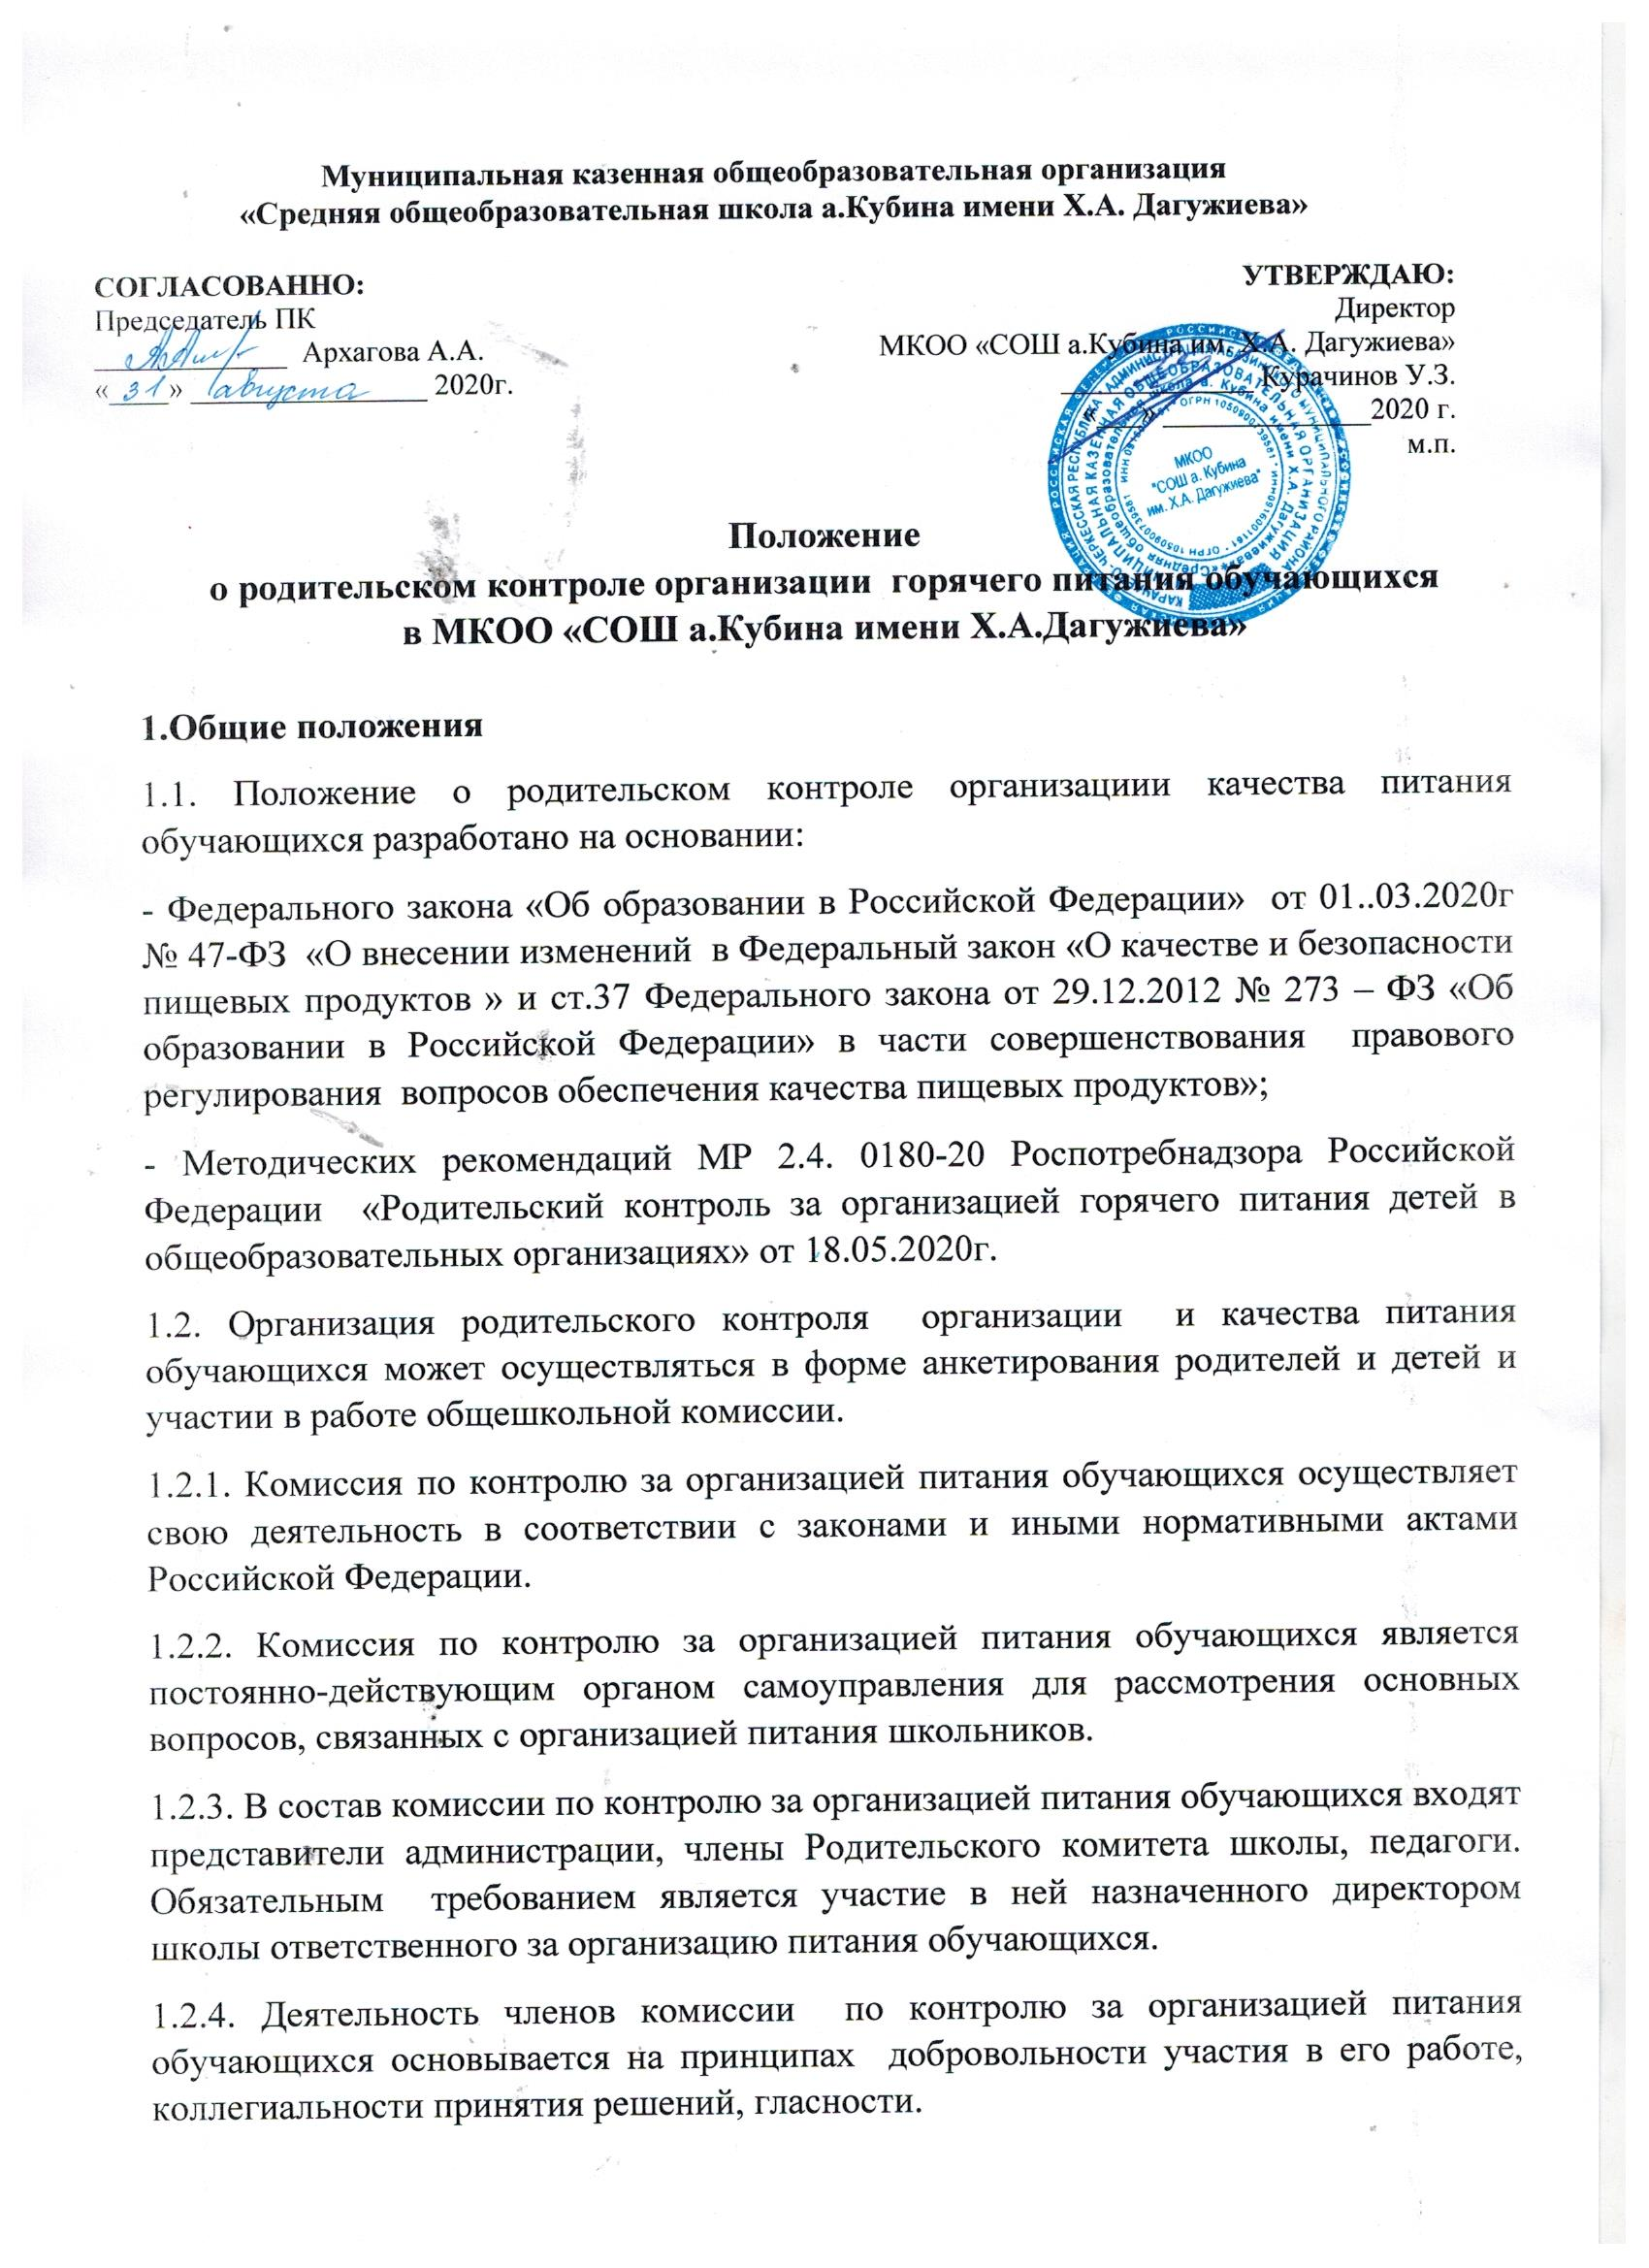 Муниципальная казенная общеобразовательная организация
«Средняя общеобразовательная школа а.Кубина имени Х.А. Дагужиева»
СОГЛАСОВАННО:
Председатель ПК
Архагова А.А.
«31» августа 2020г.
УТВЕРЖДАЮ:
Директор
МКОО «СОШ а.Кубина им. Х.А. Дагужиева»
Курачинов У.З.
«___» 2020 г.
м.п.
МКОО
"СОШ а. Кубина
им. Х.А. Дагужиева"
Положение
о родительском контроле организации горячего питания обучающихся
в МКОО «СОШ а.Кубина имени Х.А.Дагужиева»
1.Общие положения
1.1. Положение о родительском контроле организациии качества питания
обучающихся разработано на основании:
- Федерального закона «Об образовании в Российской Федерации» от 01..03.2020г
№ 47-ФЗ «О внесении изменений в Федеральный закон «О качестве и безопасности
пищевых продуктов » и ст.37 Федерального закона от 29.12.2012 № 273 – ФЗ «Об
образовании в Российской Федерации» в части совершенствования правового
регулирования вопросов обеспечения качества пищевых продуктов»;
- Методических рекомендаций МР 2.4. 0180-20 Роспотребнадзора Российской
Федерации «Родительский контроль за организацией горячего питания детей в
общеобразовательных организациях» от 18.05.2020г.
1.2. Организация родительского контроля организации и качества питания
обучающихся может осуществляться в форме анкетирования родителей и детей и
участии в работе общешкольной комиссии.
1.2.1. Комиссия по контролю за организацией питания обучающихся осуществляет
свою деятельность в соответствии с законами и иными нормативными актами
Российской Федерации.
1.2.2. Комиссия по контролю за организацией питания обучающихся является
постоянно-действующим органом самоуправления для рассмотрения основных
вопросов, связанных с организацией питания школьников.
1.2.3. В состав комиссии по контролю за организацией питания обучающихся входят
представители администрации, члены Родительского комитета школы, педагоги.
Обязательным требованием является участие в ней назначенного директором
школы ответственного за организацию питания обучающихся.
1.2.4. Деятельность членов комиссии по контролю за организацией питания
обучающихся основывается на принципах добровольности участия в его работе,
коллегиальности принятия решений, гласности.